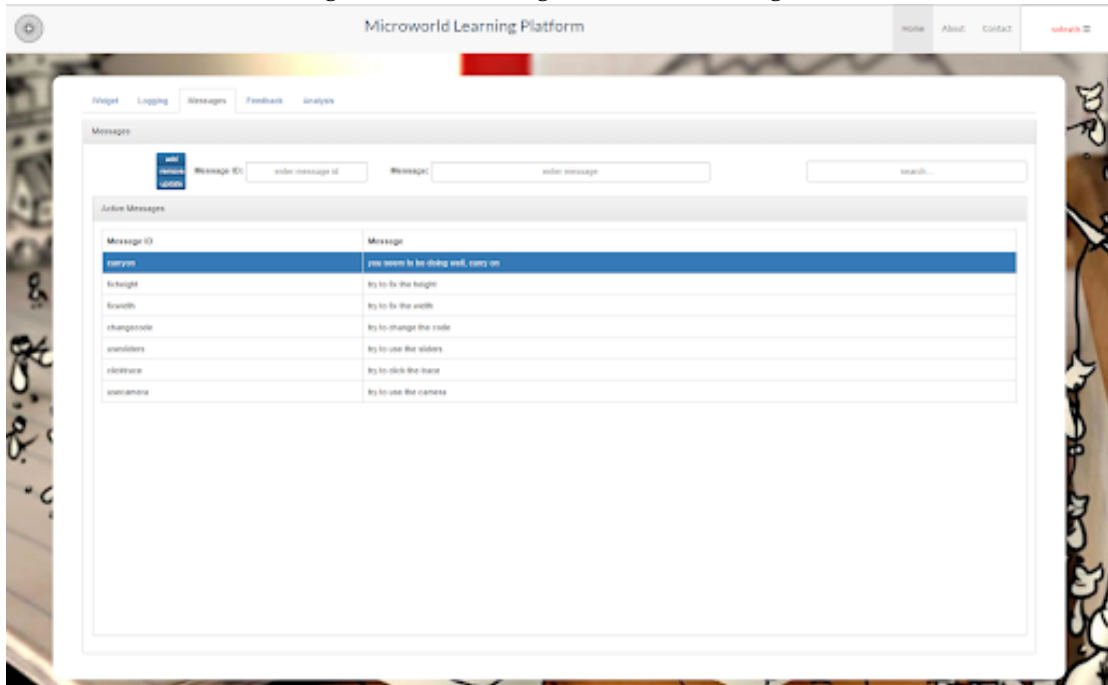 Microworld Learning Platform
Home About Contact
Widget Logging Messages Feedback Analysis
Messages
add
remove
update
Message ID: enter message id Message: enter message search...
Active Messages
Message ID Message
carryon you seem to be doing well, carry on
fixheight try to fix the height
fixwidth try to fix the width
changecode try to change the code
usesliders try to use the sliders
clicktrace try to click the trace
usecamera try to use the camera